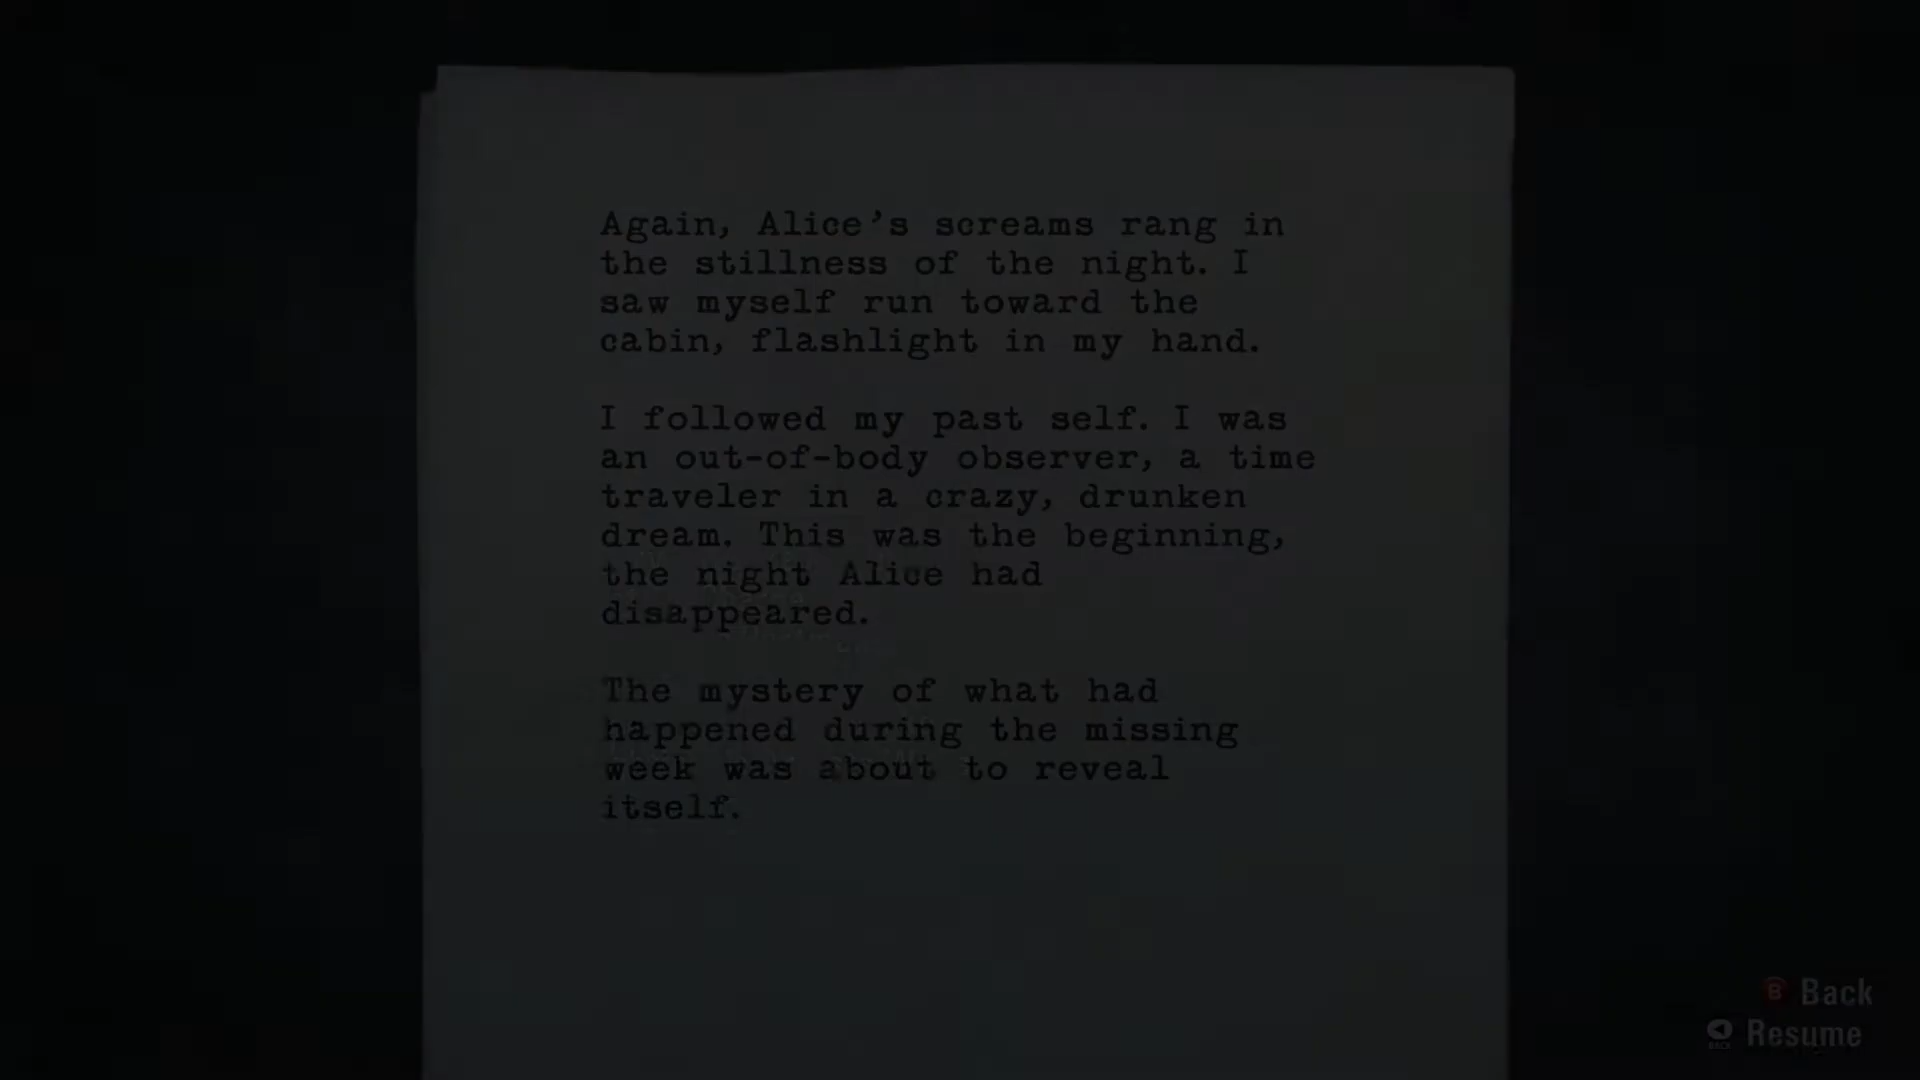 Again, Alice's screams rang in
the stillness of the night. I
saw myself run toward the
cabin, flashlight in my hand.
I followed my past self. I was
an out-of-body observer, a time
traveler in a crazy, drunken
dream. This was the beginning,
the night Alice had
disappeared.
The mystery of what had
happened during the missing
week was about to reveal
itself.
B Back
BACK Resume